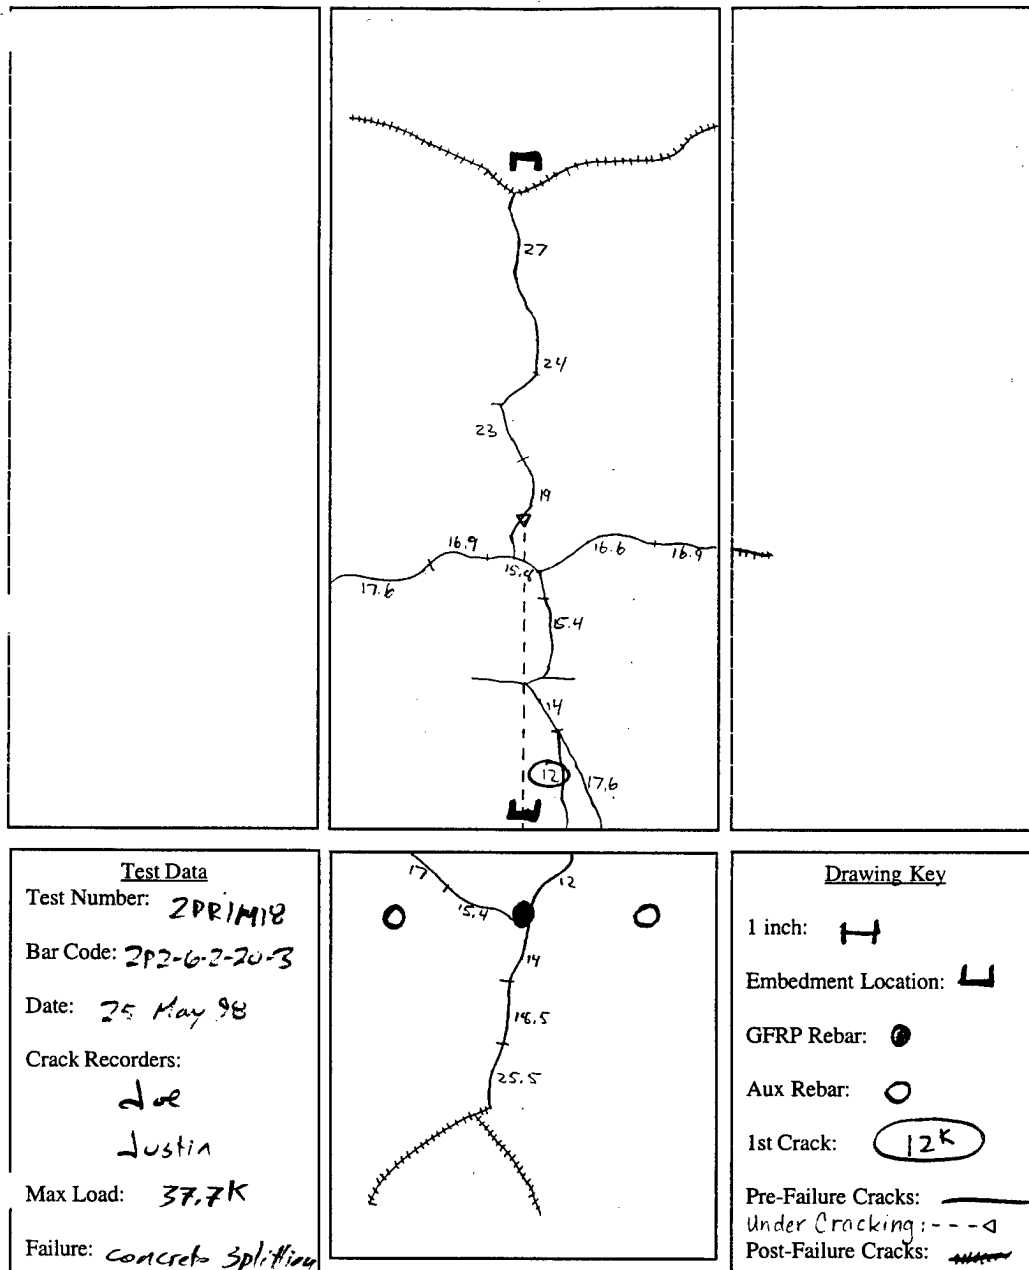 27
24
23
19
16.9
15.8
16.6
16.9
17.6
15.4
14
12
17.6
Test Data
Test Number: 2PR1M18
Bar Code: 2P2-6-2-20-3
Date: 25 May 98
Crack Recorders:
Joe
Justin
Max Load: 37.7K
Failure: concrete splitting
17
12
15.4
14
18.5
25.5
Drawing Key
1 inch:
Embedment Location:
GFRP Rebar:
Aux Rebar:
1st Crack: 12K
Pre-Failure Cracks:
Under Cracking:
Post-Failure Cracks: